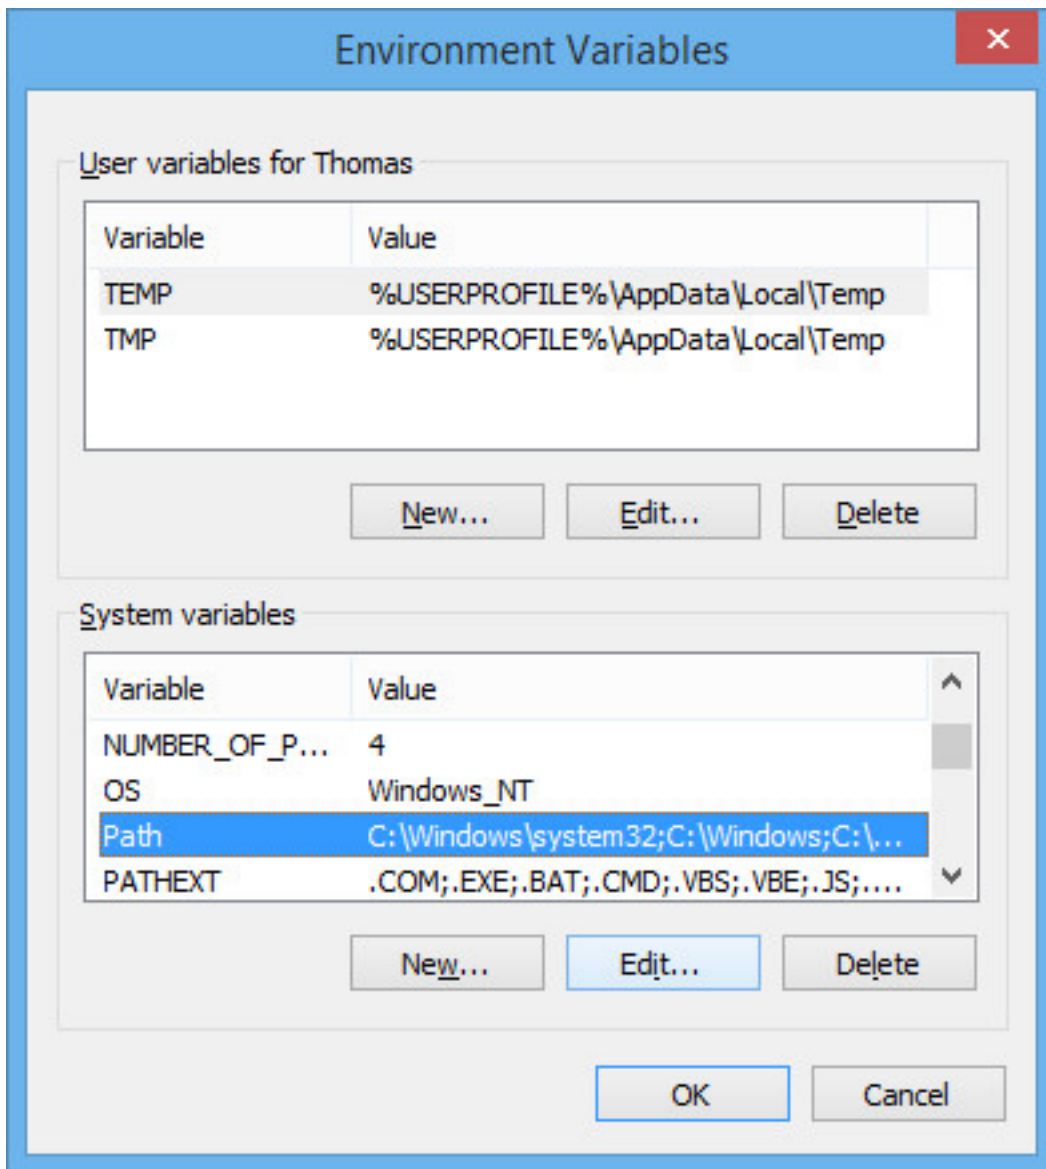 Environment Variables
User variables for Thomas
Variable Value
TEMP %USERPROFILE%\AppData\Local\Temp
TMP %USERPROFILE%\AppData\Local\Temp
New... Edit... Delete
System variables
Variable Value
NUMBER_OF_P... 4
OS Windows_NT
Path C:\Windows\system32;C:\Windows;C:\...
PATHEXT .COM;.EXE;.BAT;.CMD;.VBS;.VBE;.JS;....
New... Edit... Delete
OK Cancel